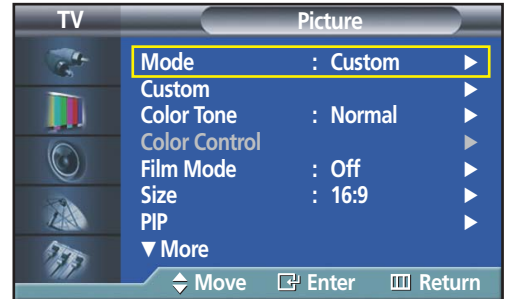 TV Picture
Mode : Custom ▶
Custom ▶
Color Tone : Normal ▶
Color Control ▶
Film Mode : Off ▶
Size : 16:9 ▶
PIP ▶
▼ More
Move Enter Return